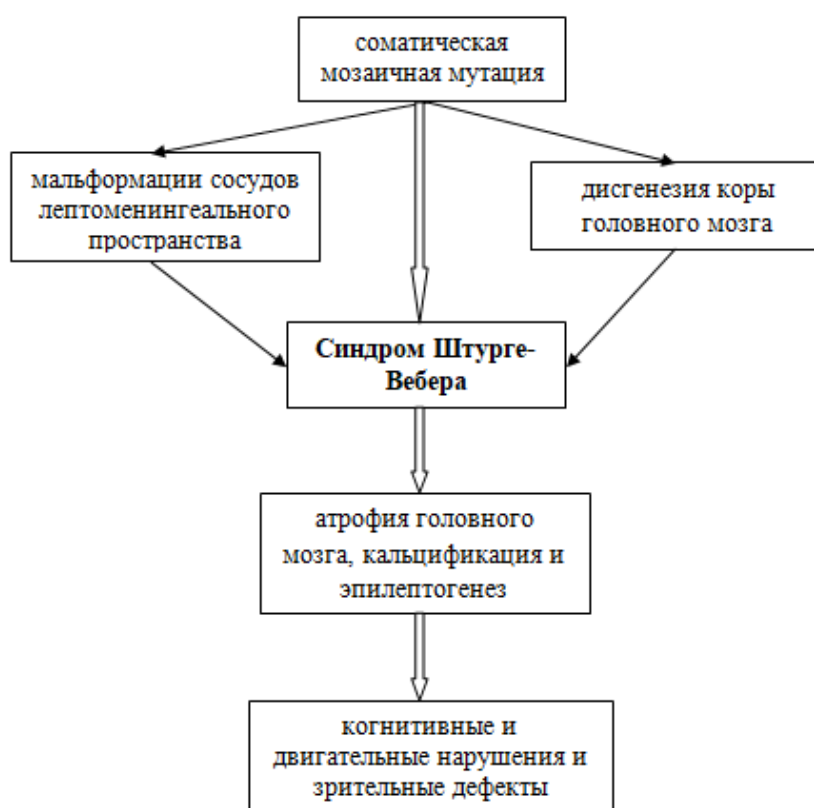 соматическая
мозаичная мутация
мальформации сосудов
лептоменингеального
пространства
дисгенезия коры
головного мозга
Синдром Штурге-
Вебера
атрофия головного
мозга, кальцификация и
эпилептогенез
когнитивные и
двигательные нарушения и
зрительные дефекты